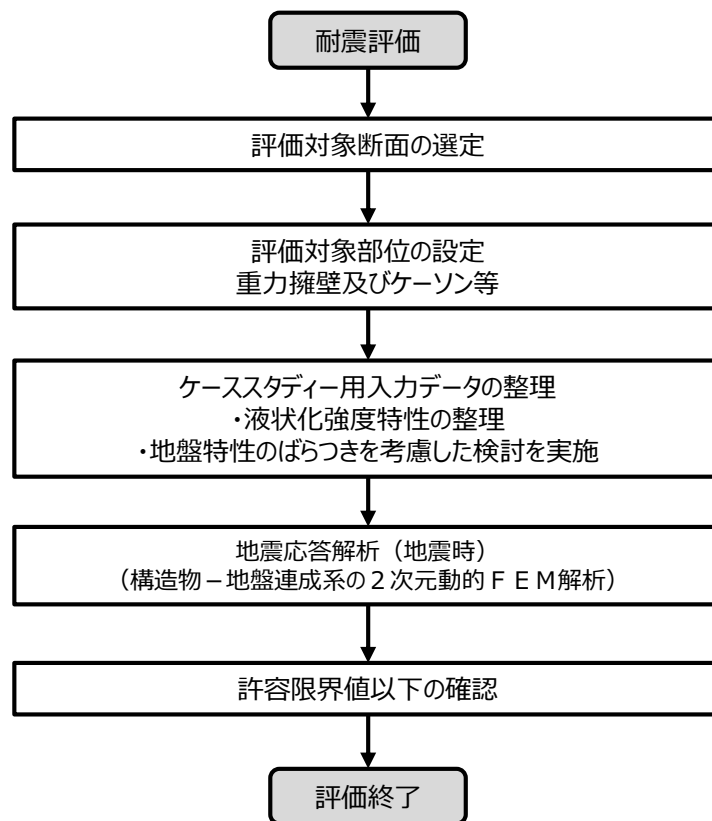 耐震評価
評価対象断面の選定
評価対象部位の設定
重力擁壁及びケーソン等
ケーススタディー用入力データの整理
・液状化強度特性の整理
・地盤特性のばらつきを考慮した検討を実施
地震応答解析（地震時）
（構造物－地盤連成系の２次元動的ＦＥＭ解析）
許容限界値以下の確認
評価終了